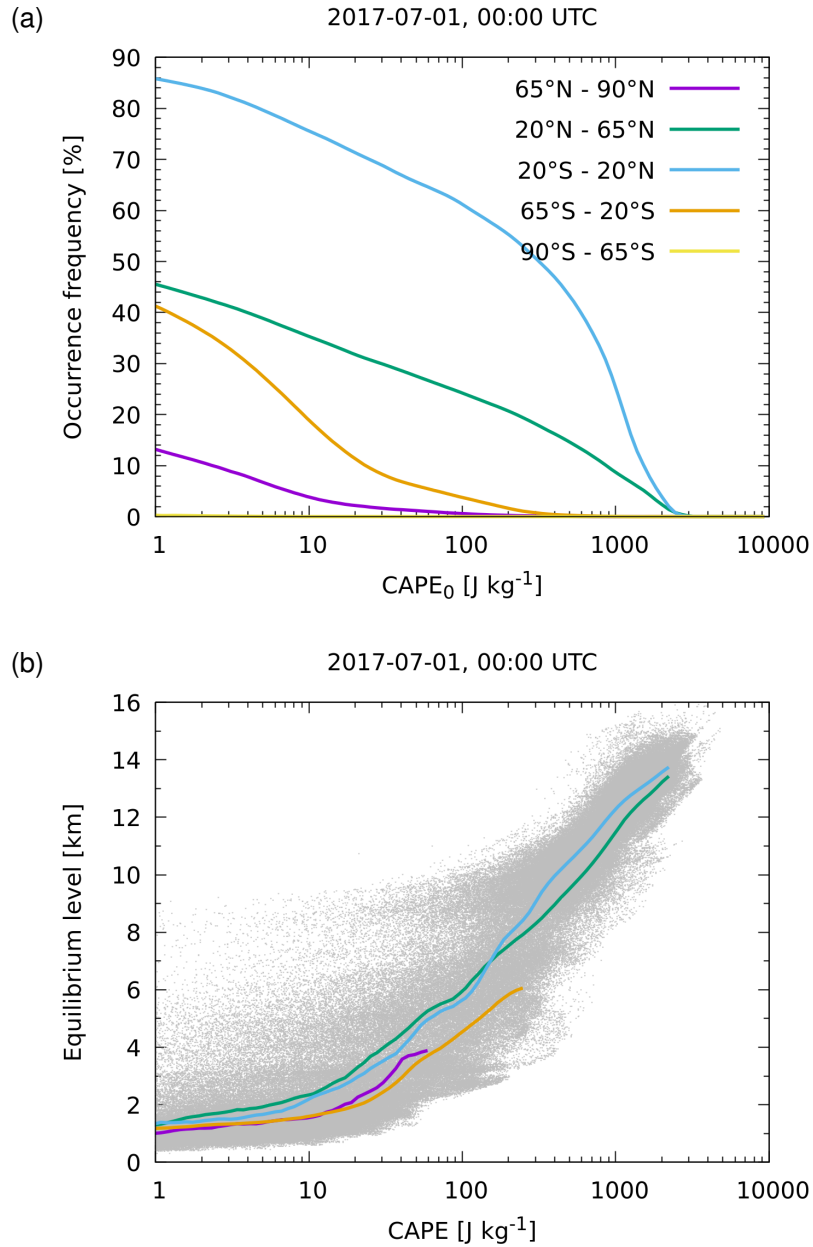 (a)
2017-07-01, 00:00 UTC
90
80
70
60
50
40
30
20
10
0
Occurrence frequency [%]
65°N - 90°N
20°N - 65°N
20°S - 20°N
65°S - 20°S
90°S - 65°S
1 10 100 1000 10000
CAPE₀ [J kg⁻¹]
(b)
2017-07-01, 00:00 UTC
16
14
12
10
8
6
4
2
0
Equilibrium level [km]
1 10 100 1000 10000
CAPE [J kg⁻¹]